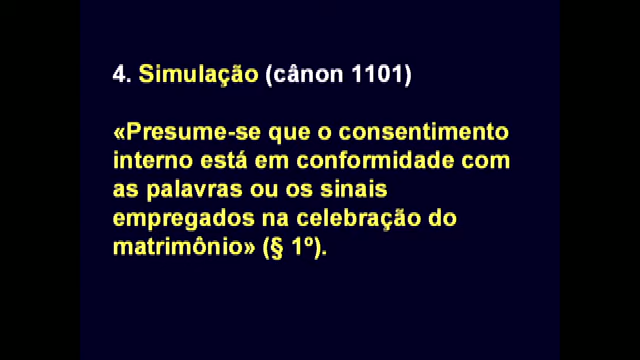 4. Simulação (cânon 1101)
«Presume-se que o consentimento
interno está em conformidade com
as palavras ou os sinais
empregados na celebração do
matrimônio» (§ 1º).